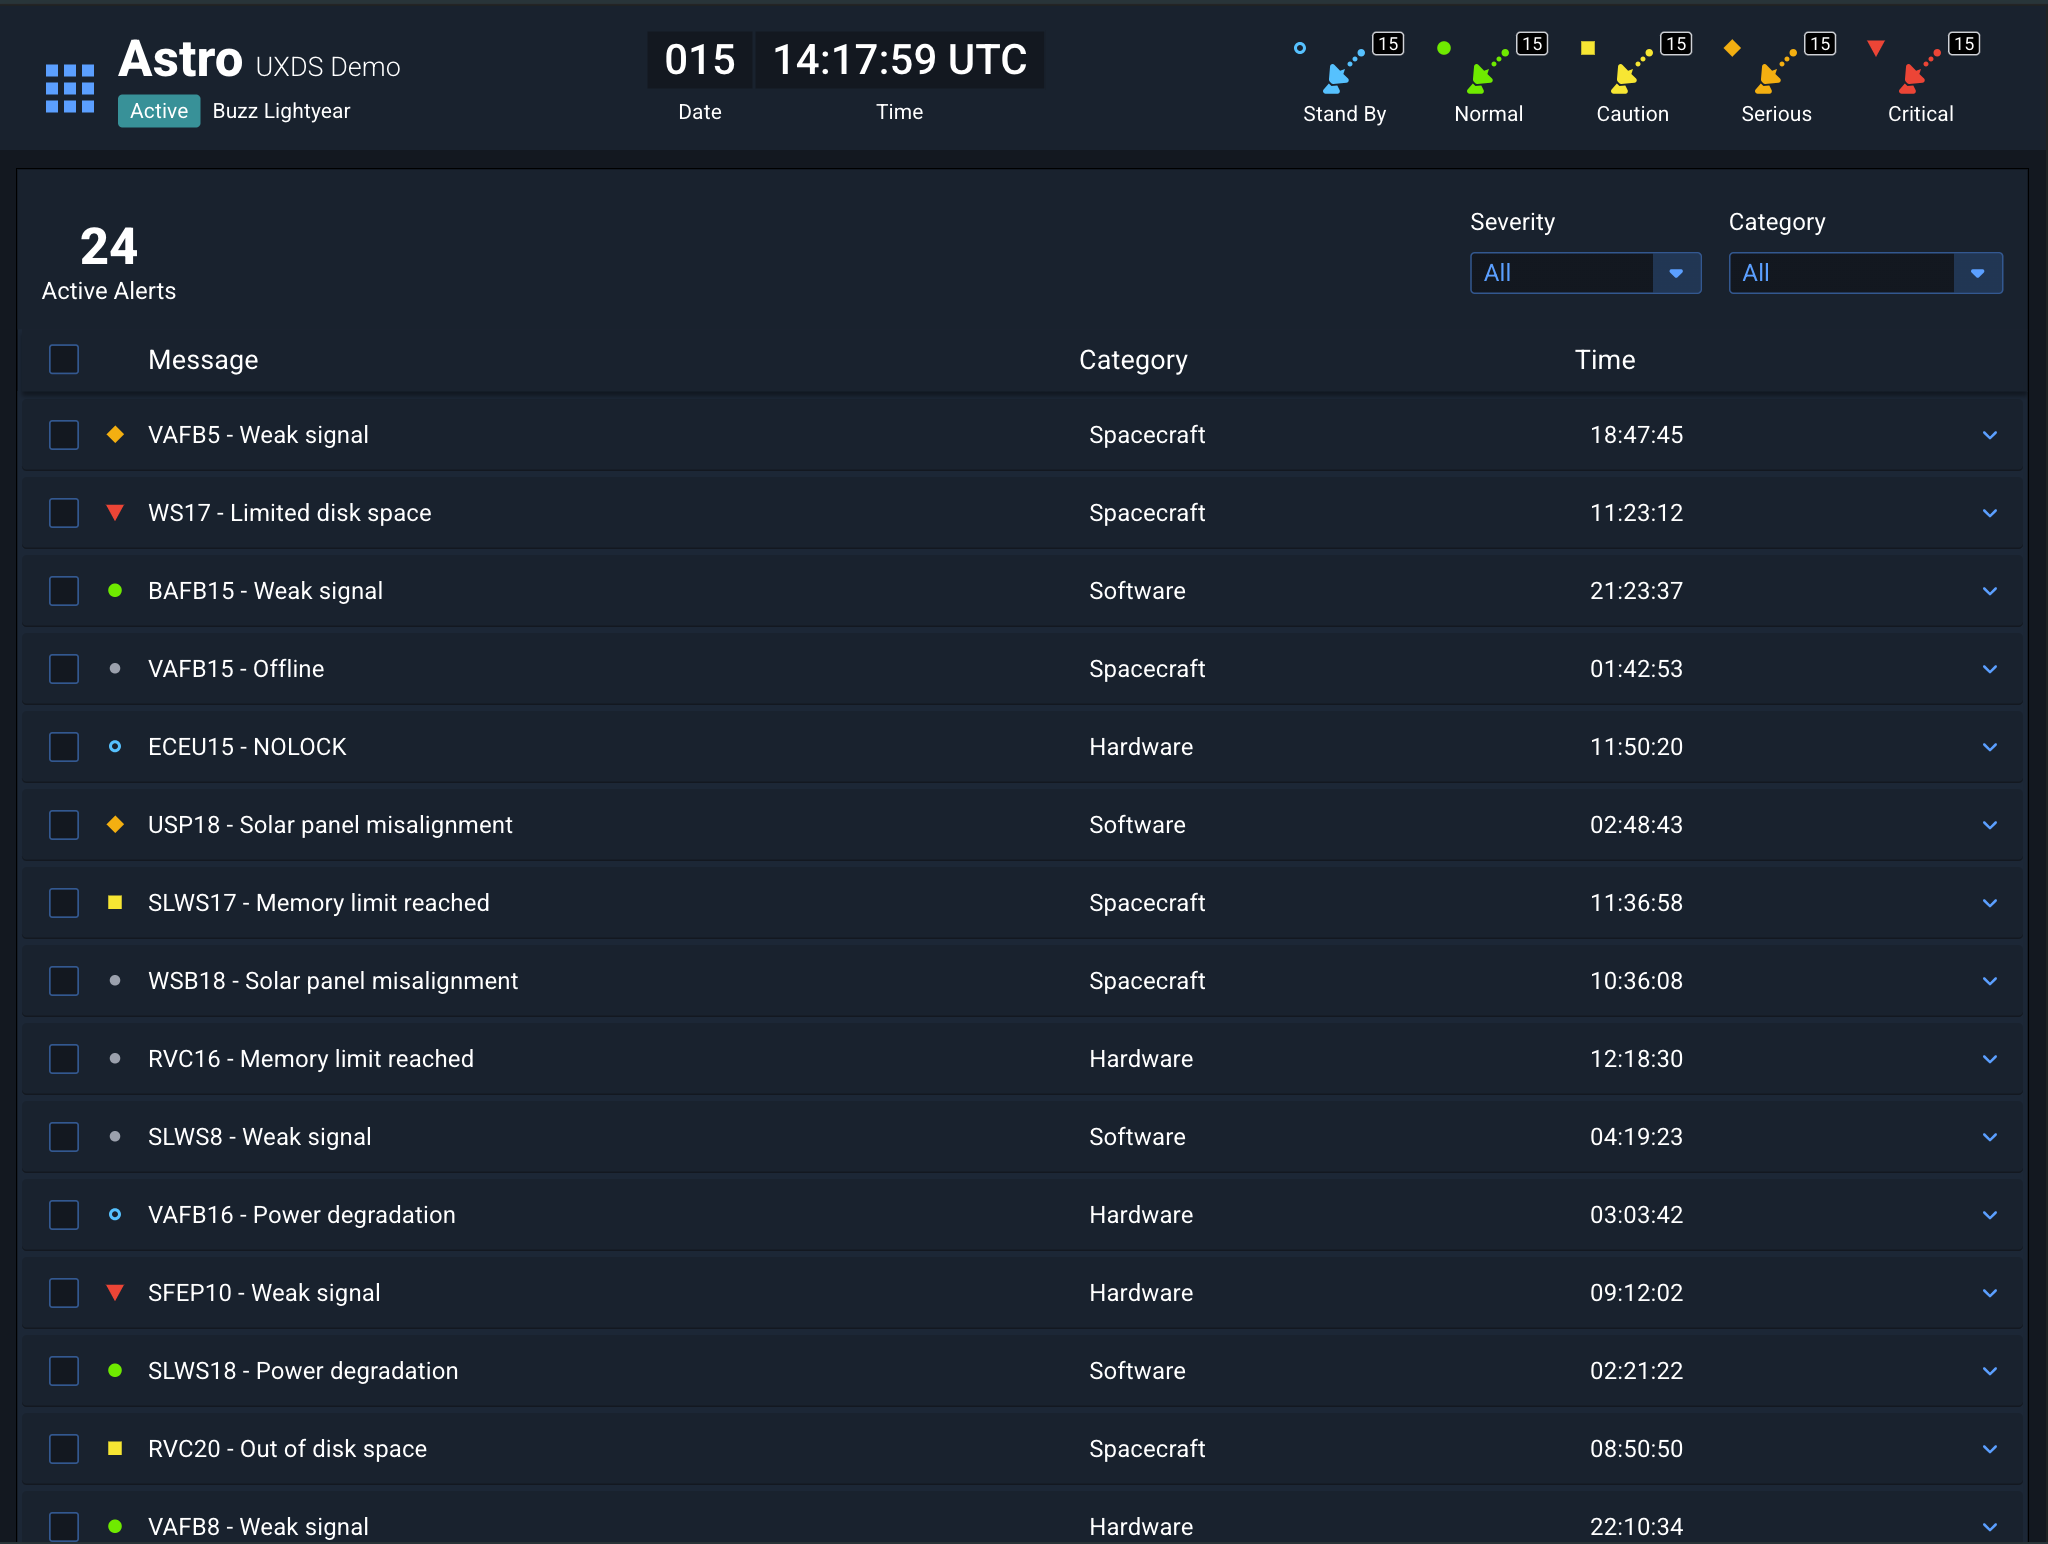 Astro UXDS Demo
Active Buzz Lightyear
015 14:17:59 UTC
Date Time
15 15 15 15 15
Stand By Normal Caution Serious Critical
24
Active Alerts
Severity Category
All All
Message Category Time
VAFB5 - Weak signal Spacecraft 18:47:45
WS17 - Limited disk space Spacecraft 11:23:12
BAFB15 - Weak signal Software 21:23:37
VAFB15 - Offline Spacecraft 01:42:53
ECEU15 - NOLOCK Hardware 11:50:20
USP18 - Solar panel misalignment Software 02:48:43
SLWS17 - Memory limit reached Spacecraft 11:36:58
WSB18 - Solar panel misalignment Spacecraft 10:36:08
RVC16 - Memory limit reached Hardware 12:18:30
SLWS8 - Weak signal Software 04:19:23
VAFB16 - Power degradation Hardware 03:03:42
SFEP10 - Weak signal Hardware 09:12:02
SLWS18 - Power degradation Software 02:21:22
RVC20 - Out of disk space Spacecraft 08:50:50
VAFB8 - Weak signal Hardware 22:10:34